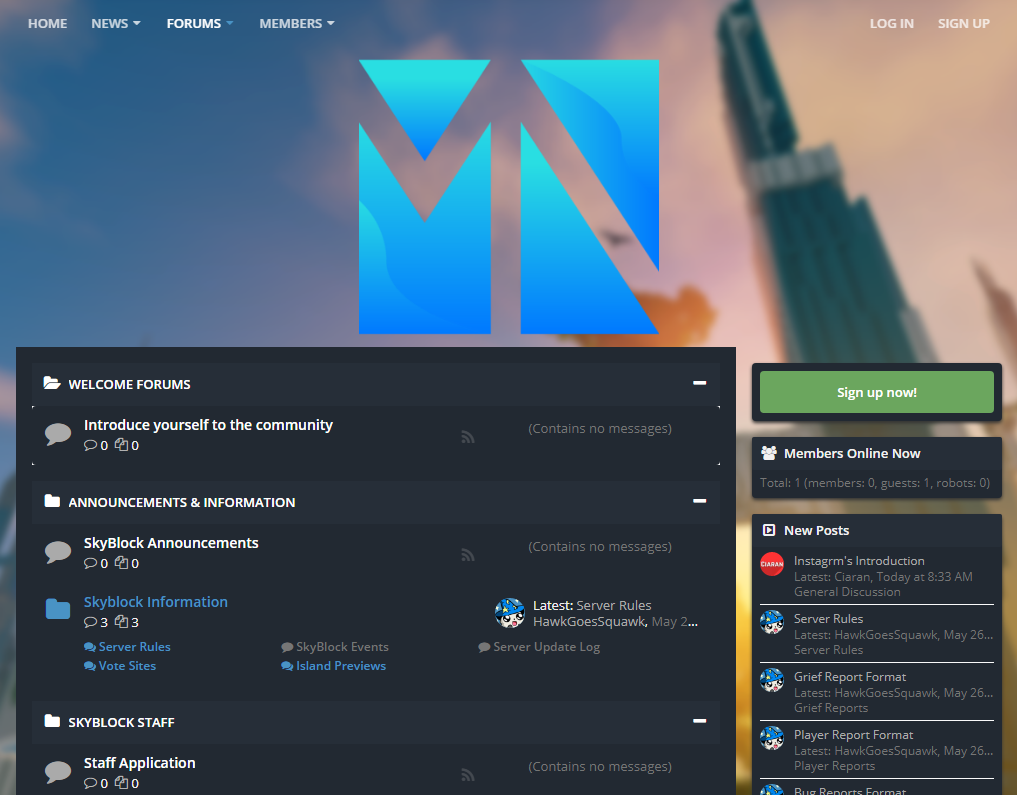 HOME NEWS FORUMS MEMBERS LOG IN SIGN UP
WELCOME FORUMS
Introduce yourself to the community
0 0
(Contains no messages)
ANNOUNCEMENTS & INFORMATION
SkyBlock Announcements
0 0
(Contains no messages)
Skyblock Information
3 3
Latest: Server Rules
HawkGoesSquawk, May 2...
Server Rules SkyBlock Events Server Update Log
Vote Sites Island Previews
SKYBLOCK STAFF
Staff Application
0 0
(Contains no messages)
Sign up now!
Members Online Now
Total: 1 (members: 0, guests: 1, robots: 0)
New Posts
CIARAN
Instagrm's Introduction
Latest: Ciaran, Today at 8:33 AM
General Discussion
Server Rules
Latest: HawkGoesSquawk, May 26...
Server Rules
Grief Report Format
Latest: HawkGoesSquawk, May 26...
Grief Reports
Player Report Format
Latest: HawkGoesSquawk, May 26...
Player Reports
Bug Reports Format